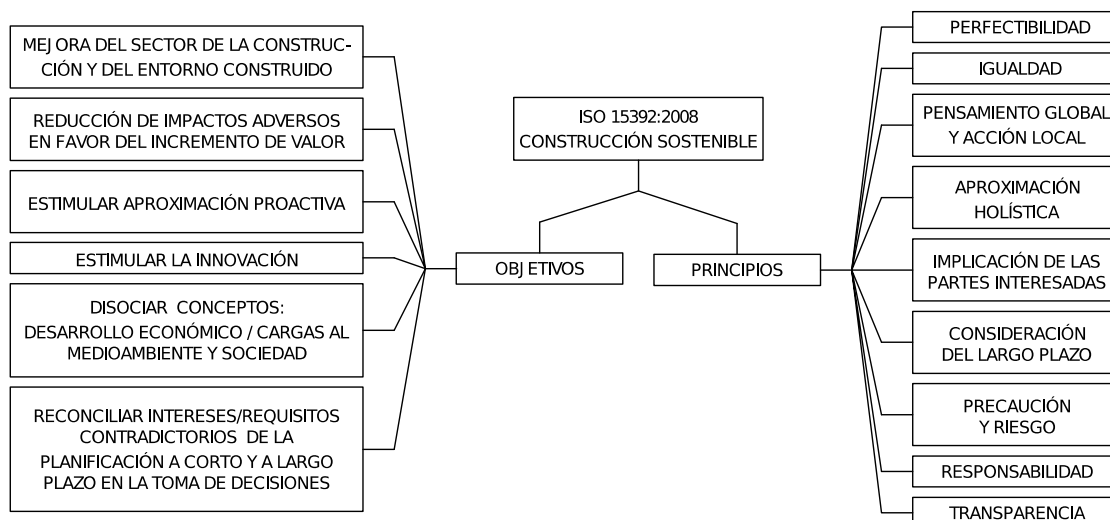 ISO 15392:2008
CONSTRUCCIÓN SOSTENIBLE
OBJETIVOS
MEJORA DEL SECTOR DE LA CONSTRUC-
CIÓN Y DEL ENTORNO CONSTRUIDO
REDUCCIÓN DE IMPACTOS ADVERSOS
EN FAVOR DEL INCREMENTO DE VALOR
ESTIMULAR APROXIMACIÓN PROACTIVA
ESTIMULAR LA INNOVACIÓN
DISOCIAR CONCEPTOS:
DESARROLLO ECONÓMICO / CARGAS AL
MEDIOAMBIENTE Y SOCIEDAD
RECONCILIAR INTERESES/REQUISITOS
CONTRADICTORIOS DE LA
PLANIFICACIÓN A CORTO Y A LARGO
PLAZO EN LA TOMA DE DECISIONES
PRINCIPIOS
PERFECTIBILIDAD
IGUALDAD
PENSAMIENTO GLOBAL
Y ACCIÓN LOCAL
APROXIMACIÓN
HOLÍSTICA
IMPLICACIÓN DE LAS
PARTES INTERESADAS
CONSIDERACIÓN
DEL LARGO PLAZO
PRECAUCIÓN
Y RIESGO
RESPONSABILIDAD
TRANSPARENCIA